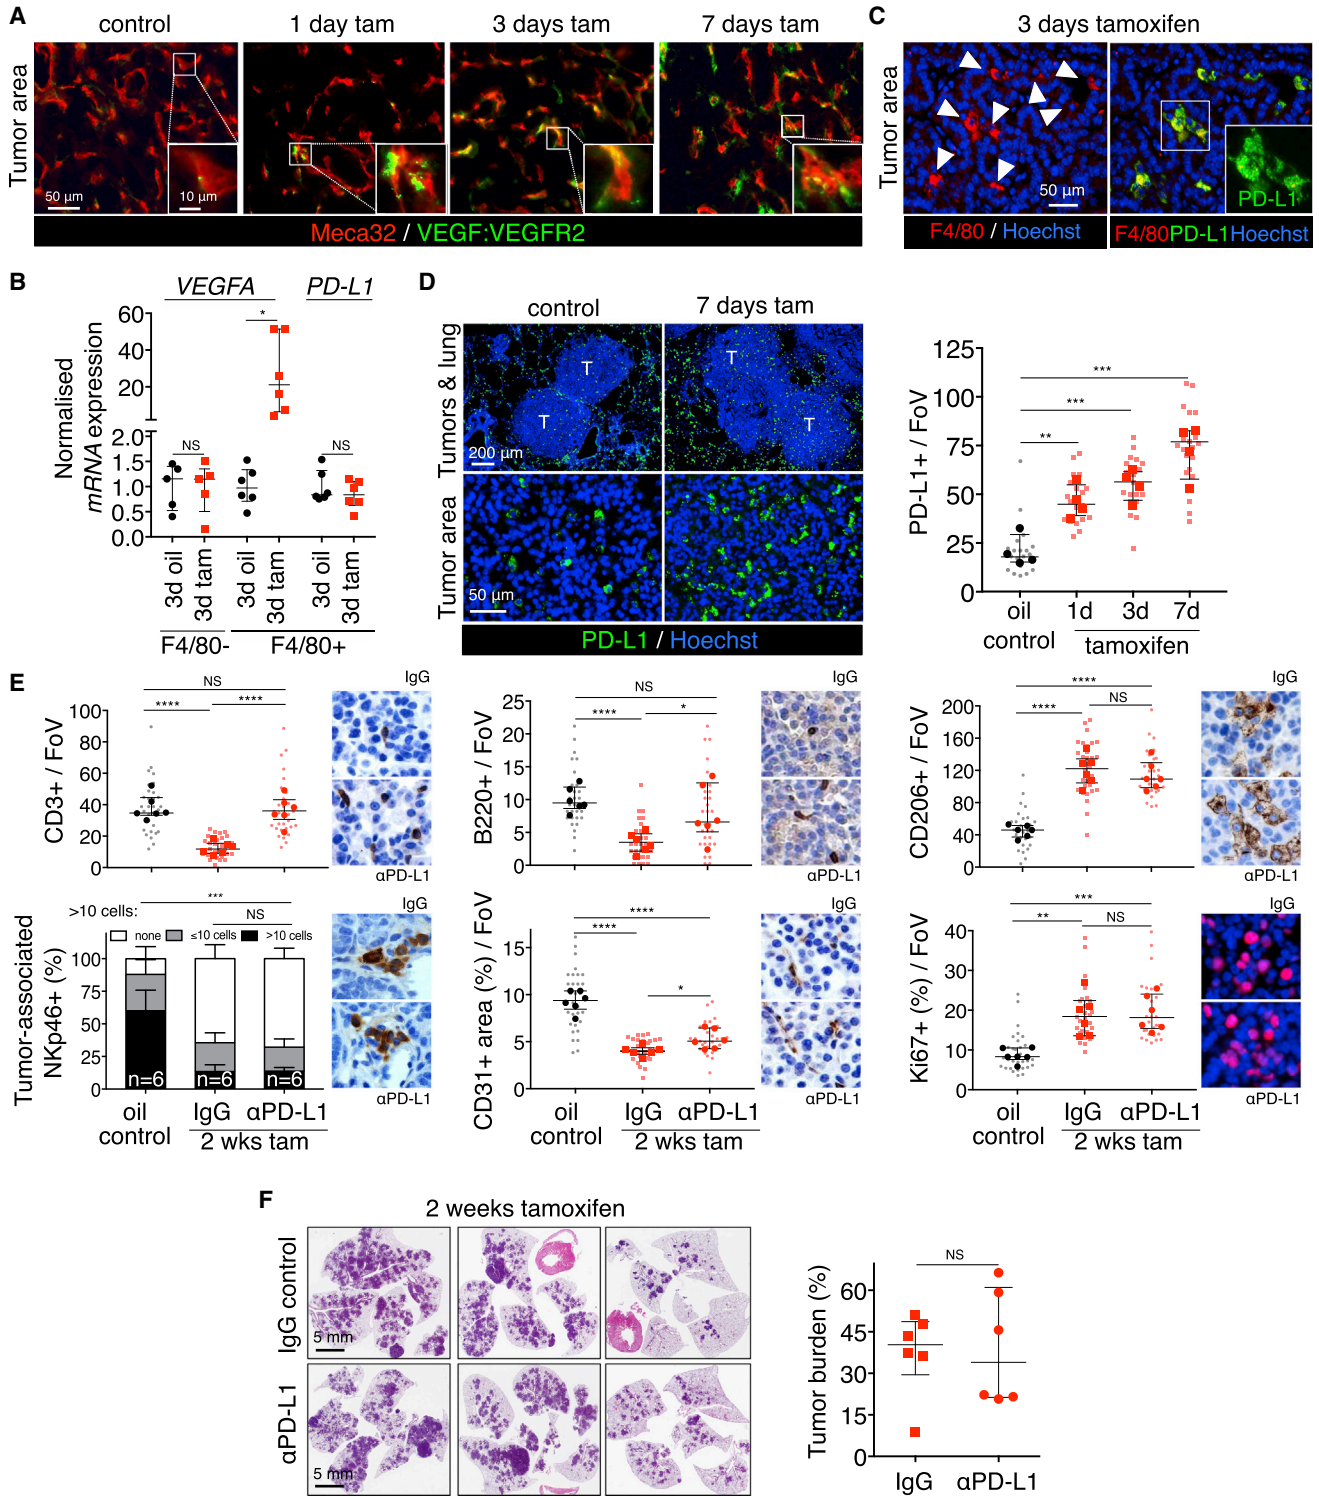 A
control
1 day tam
3 days tam
7 days tam
Tumor area
50 µm
10 µm
Meca32 / VEGF:VEGFR2
C
3 days tamoxifen
Tumor area
50 µm
PD-L1
F4/80 / Hoechst
F4/80PD-L1Hoechst
B
VEGFA
PD-L1
Normalised
mRNA expression
60
40
20
2.0
1.5
1.0
0.5
0.0
*
NS
NS
3d oil
3d tam
3d oil
3d tam
3d oil
3d tam
F4/80-
F4/80+
D
control
7 days tam
Tumors & lung
T
T
T
T
200 µm
Tumor area
50 µm
PD-L1 / Hoechst
PD-L1+ / FoV
125
100
75
50
25
0
***
***
**
oil
control
1d
3d
7d
tamoxifen
E
CD3+ / FoV
100
80
60
40
20
0
NS
****
****
IgG
αPD-L1
B220+ / FoV
25
20
15
10
5
0
NS
****
*
IgG
αPD-L1
CD206+ / FoV
200
160
120
80
40
0
****
****
NS
IgG
αPD-L1
Tumor-associated
NKp46+ (%)
>10 cells:
none
≤10 cells
>10 cells
***
NS
100
75
50
25
0
n=6
n=6
n=6
oil
control
IgG
αPD-L1
2 wks tam
IgG
αPD-L1
CD31+ area (%) / FoV
15
10
5
0
****
****
*
oil
control
IgG
αPD-L1
2 wks tam
IgG
αPD-L1
Ki67+ (%) / FoV
40
30
20
10
0
***
**
NS
oil
control
IgG
αPD-L1
2 wks tam
IgG
αPD-L1
F
2 weeks tamoxifen
IgG control
5 mm
αPD-L1
5 mm
Tumor burden (%)
60
45
30
15
0
NS
IgG
αPD-L1